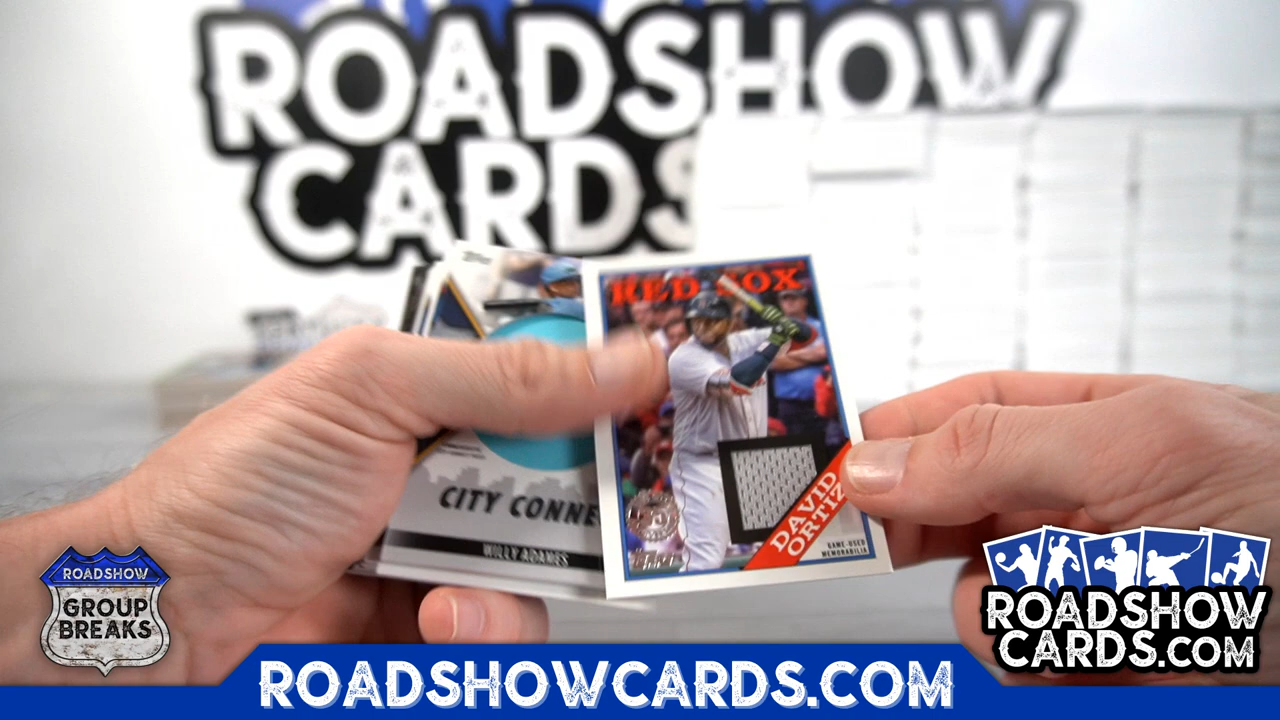 ROADSHOW
CARDS
RED SOX
CITY CONNE
WILLY ADAMES
DAVID
ORTIZ
GAME-USED
MEMORABILIA
ROADSHOW
GROUP
BREAKS
ROADSHOW
CARDS.COM
ROADSHOWCARDS.COM